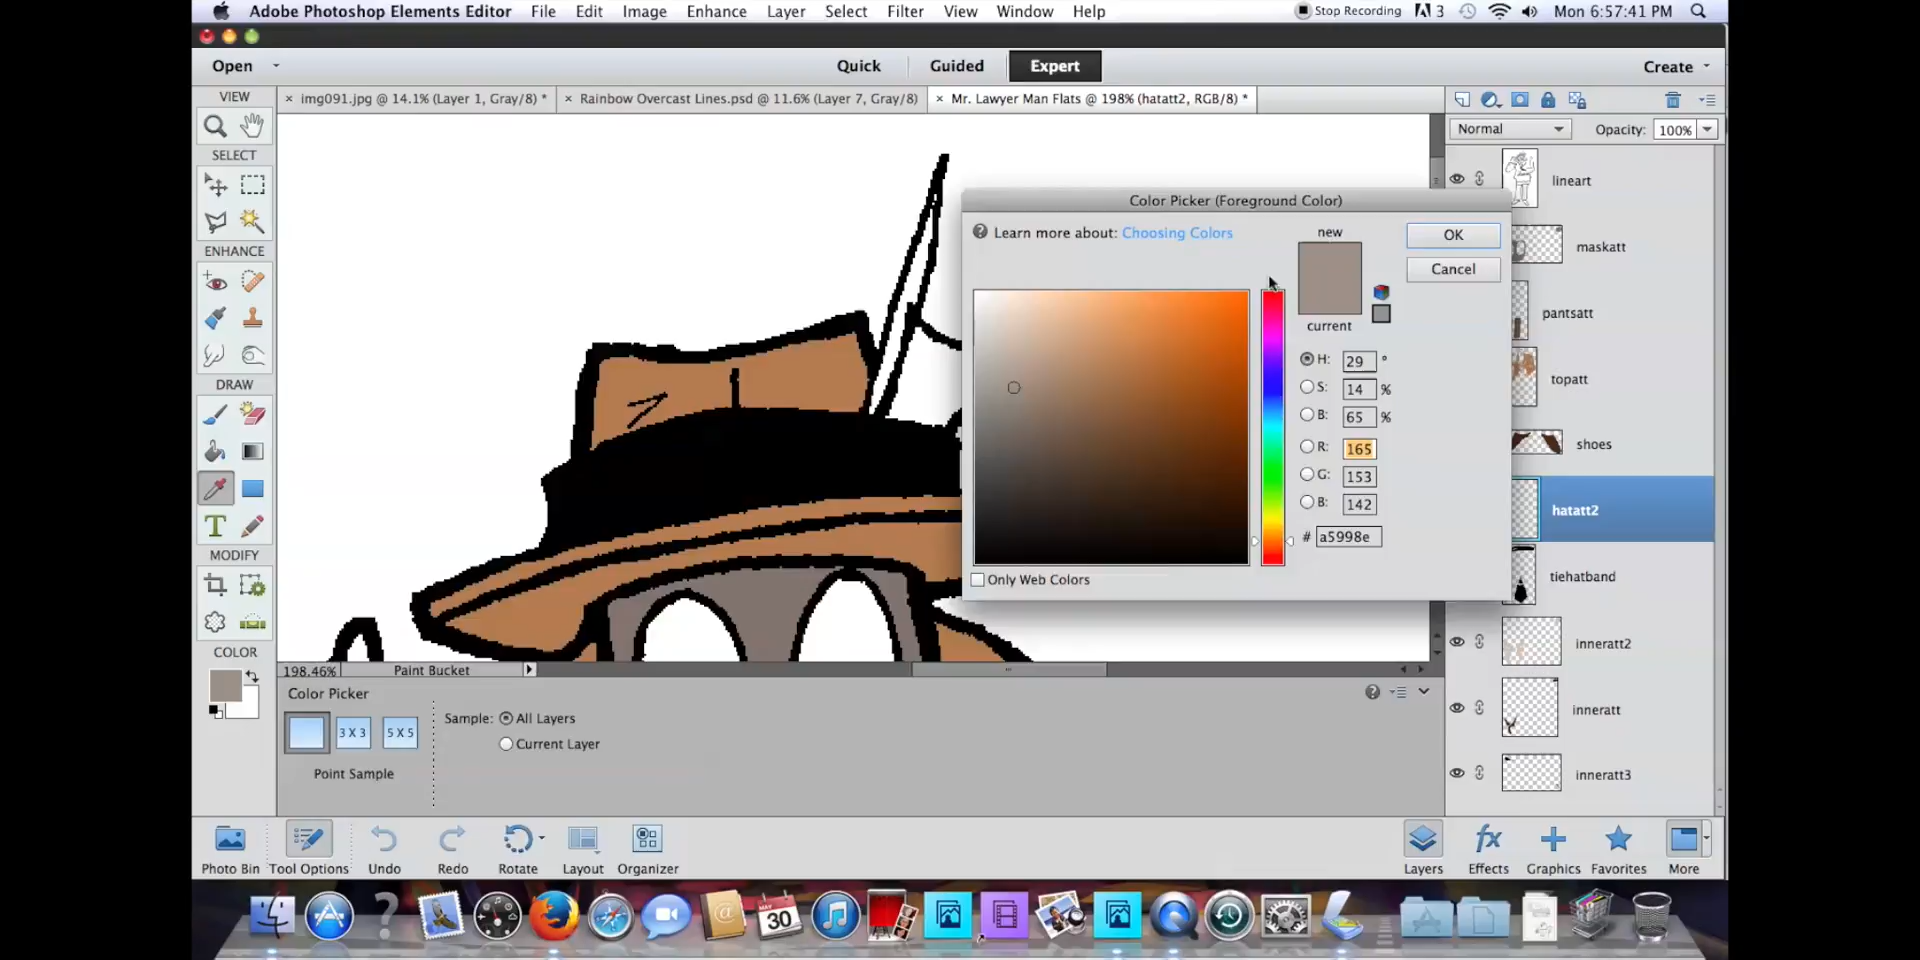 Adobe Photoshop Elements Editor File Edit Image Enhance Layer Select Filter View Window Help Stop Recording 3 Mon 6:57:41 PM
Open Quick Guided Expert Create
VIEW
× img091.jpg @ 14.1% (Layer 1, Gray/8) * × Rainbow Overcast Lines.psd @ 11.6% (Layer 7, Gray/8) × Mr. Lawyer Man Flats @ 198% (hatatt2, RGB/8) *
Normal Opacity: 100%
SELECT
ENHANCE
DRAW
T
MODIFY
COLOR
Color Picker (Foreground Color)
Learn more about: Choosing Colors
new
current
OK
Cancel
H: 29 °
S: 14 %
B: 65 %
R: 165
G: 153
B: 142
# a5998e
Only Web Colors
lineart
maskatt
pantsatt
topatt
shoes
hatatt2
tiehatband
inneratt2
inneratt
inneratt3
198.46% Paint Bucket
Color Picker
3 X 3 5 X 5
Point Sample
Sample: All Layers
Current Layer
Photo Bin Tool Options Undo Redo Rotate Layout Organizer Layers Effects Graphics Favorites More
fx
30